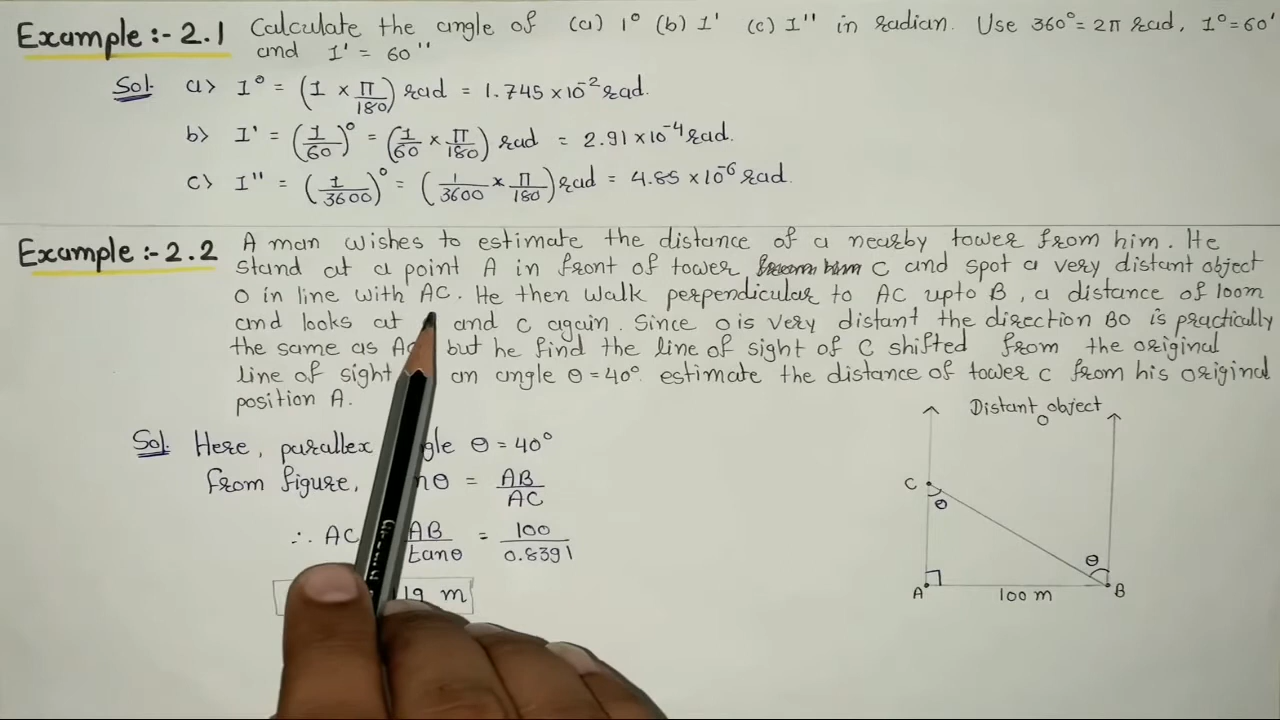 Example:- 2.1 Calculate the angle of (a) 1° (b) 1' (c) 1'' in radian. Use 360°= 2π rad, 1°=60'
and 1' = 60''
Sol. a> 1° = (1 × π/180) rad = 1.745 ×10⁻² rad.
b> 1' = (1/60)° = (1/60 × π/180) rad = 2.91 ×10⁻⁴ rad.
c> 1'' = (1/3600)° = (1/3600 × π/180) rad = 4.85 ×10⁻⁶ rad.
Example:- 2.2 A man wishes to estimate the distance of a nearby tower from him. He
stand at a point A in front of tower C and spot a very distant object
O in line with AC. He then walk perpendicular to AC upto B, a distance of 100m
and looks at and C again. Since O is very distant the direction BO is practically
the same as but he find the line of sight of C shifted from the original
line of sight an angle θ = 40°. estimate the distance of tower C from his original
position A.
Distant object
O
Sol. Here, parallex θ = 40°
from figure, θ = AB/AC
C θ
∴ AC AB/tanθ = 100/0.8391
θ
A 100 m B
119 m